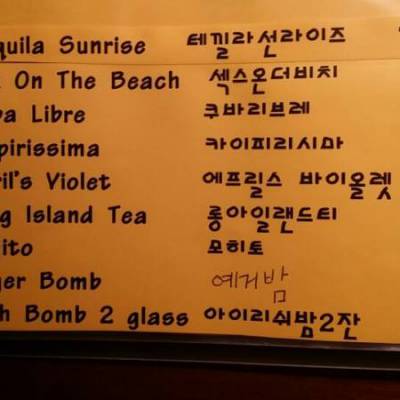 quila Sunrise 테낄라선라이즈
On The Beach 섹스온더비치
a Libre 쿠바리브레
pirissima 카이피리시마
ril's Violet 에프릴스 바이올렛
g Island Tea 롱아일랜드티
ito 모히토
ger Bomb 예거밤
h Bomb 2 glass 아이리쉬밤2잔